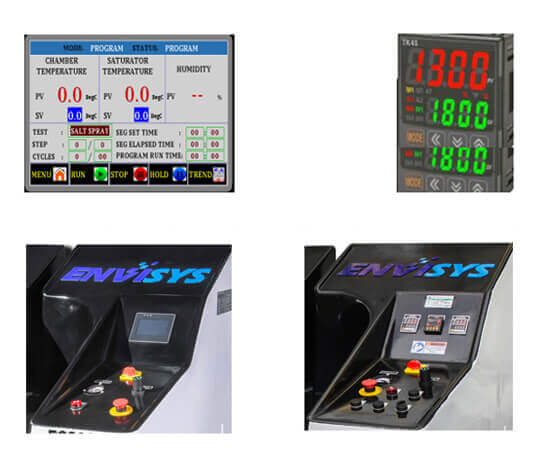 MODE: PROGRAM STATUS: PROGRAM
CHAMBER TEMPERATURE
SATURATOR TEMPERATURE
HUMIDITY
PV 0.0 DegC PV 0.0 DegC PV -- %
SV 0.0 DegC SV 0.0 DegC
TEST : SALT SPRAY SEG SET TIME : 00 : 00
STEP : 0 / 0 SEG ELAPSED TIME : 00 : 00
CYCLES : 0 / 0 PROGRAM RUN TIME: 00 : 00
MENU RUN STOP HOLD TREND
TK4S
1300 PV
1800
MODE
1800
MODE
ENVISYS
ENVISYS